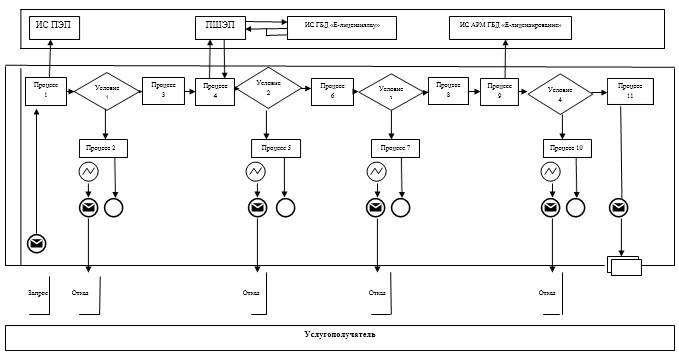 ИС ПЭП
ПШЭП
ИС ГБД «Е-лицензиялау»
ИС АРМ ГБД «Е-лицензирование»
Процесс
1
Условие
1
Процесс
3
Процесс
4
Условие
2
Процесс
6
Условие
3
Процесс
8
Процесс
9
Условие
4
Процесс
11
Процесс 2
Процесс 5
Процесс 7
Процесс 10
Запрос
Отказ
Отказ
Отказ
Отказ
Услугополучатель